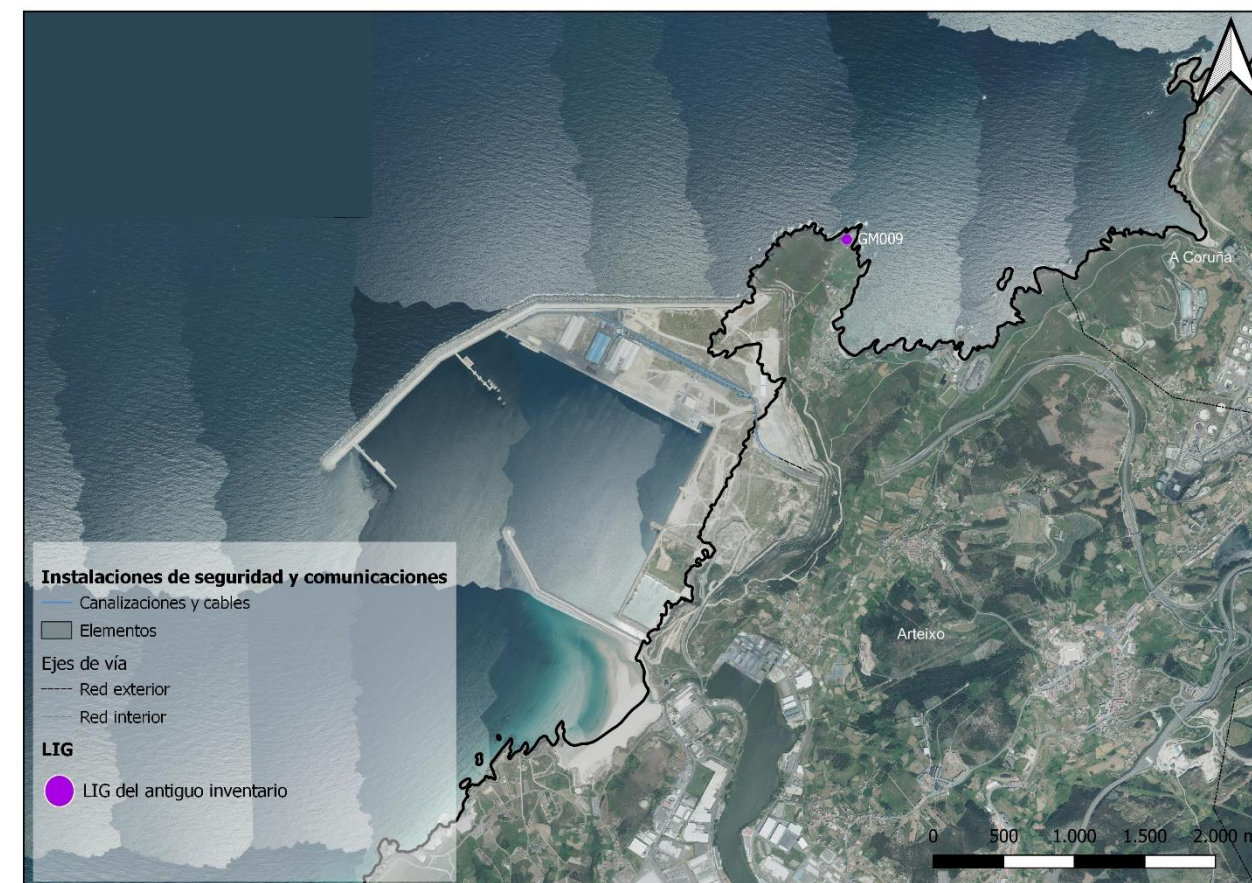 GM009
A Coruña
Arteixo
Instalaciones de seguridad y comunicaciones
Canalizaciones y cables
Elementos
Ejes de vía
Red exterior
Red interior
LIG
LIG del antiguo inventario
0 500 1.000 1.500 2.000 m